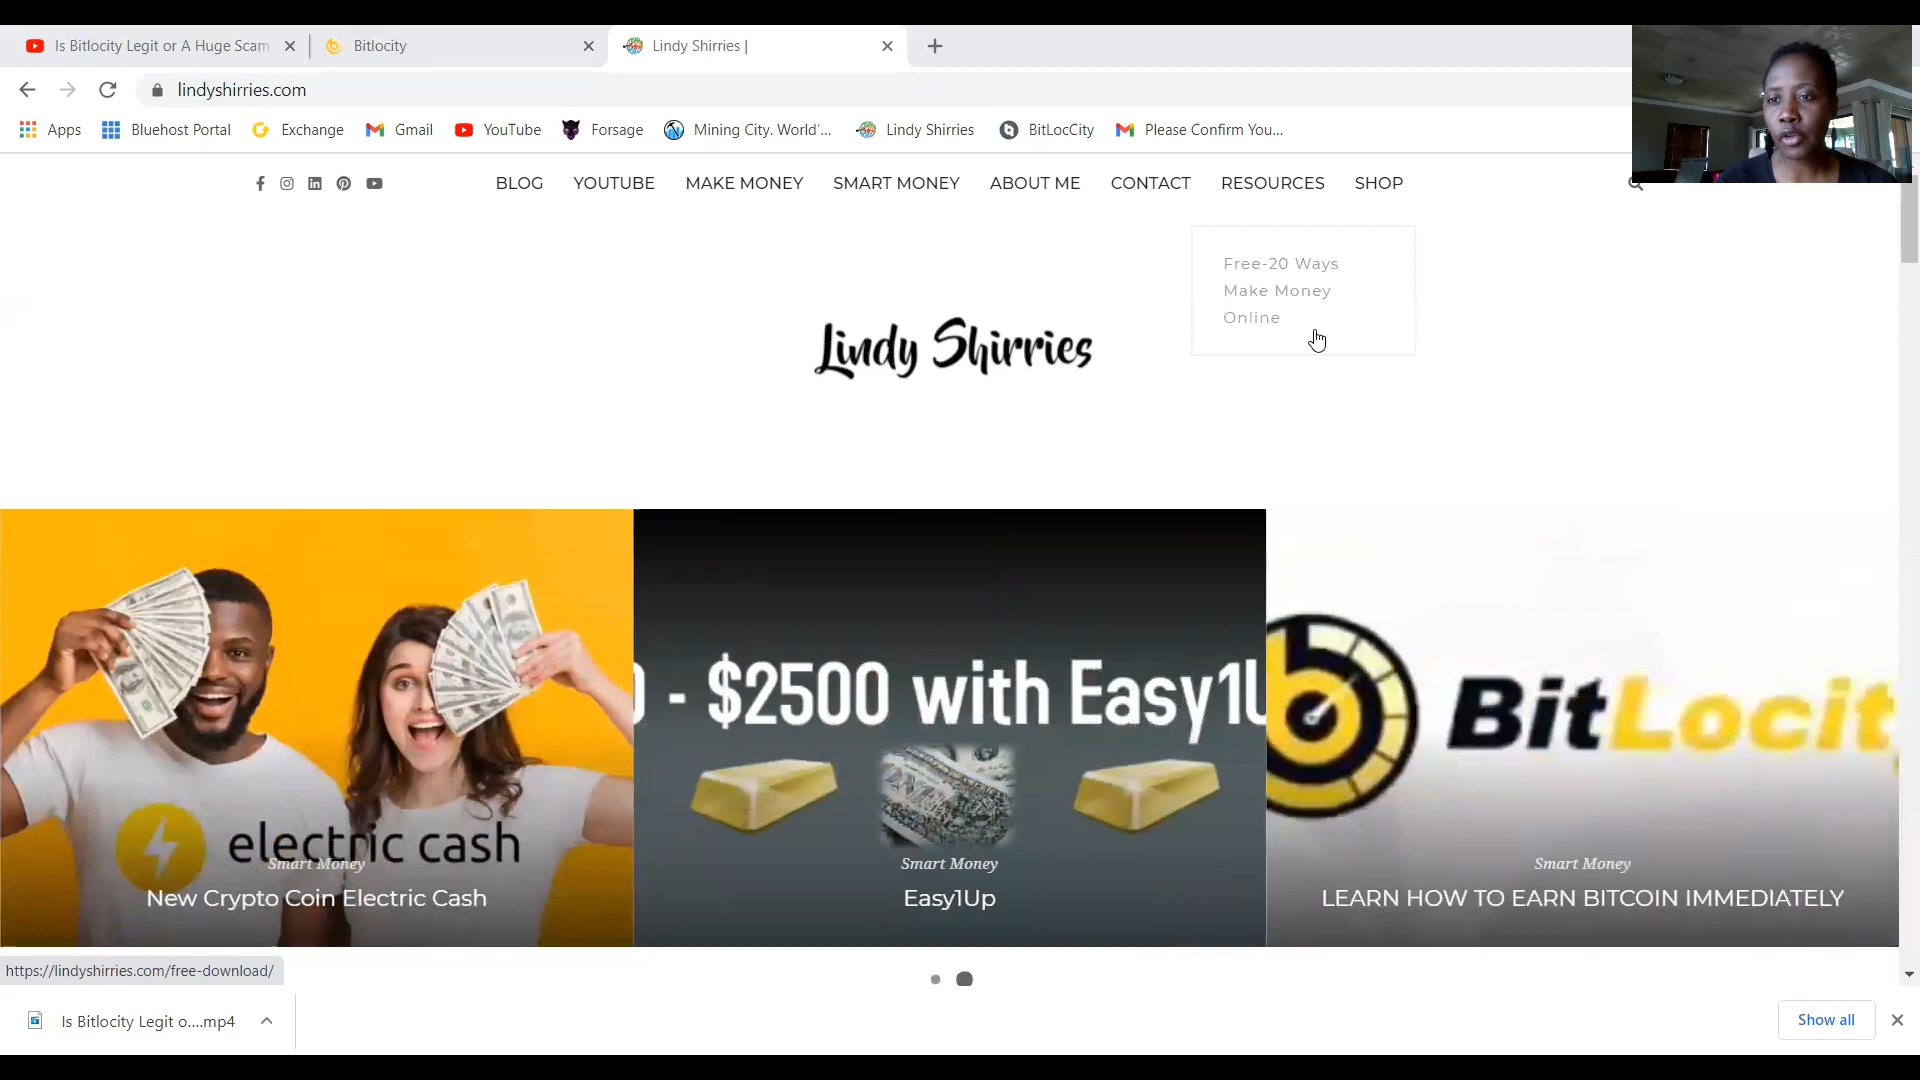 Is Bitlocity Legit or A Huge Scam
Bitlocity
Lindy Shirries |
lindyshirries.com
Apps
Bluehost Portal
Exchange
Gmail
YouTube
Forsage
Mining City. World'...
Lindy Shirries
BitLocCity
Please Confirm You...
BLOG
YOUTUBE
MAKE MONEY
SMART MONEY
ABOUT ME
CONTACT
RESOURCES
SHOP
Free-20 Ways
Make Money
Online
Lindy Shirries
- $2500 with Easy1U
BitLocit
electric cash
Smart Money
New Crypto Coin Electric Cash
Smart Money
Easy1Up
Smart Money
LEARN HOW TO EARN BITCOIN IMMEDIATELY
https://lindyshirries.com/free-download/
Is Bitlocity Legit o....mp4
Show all